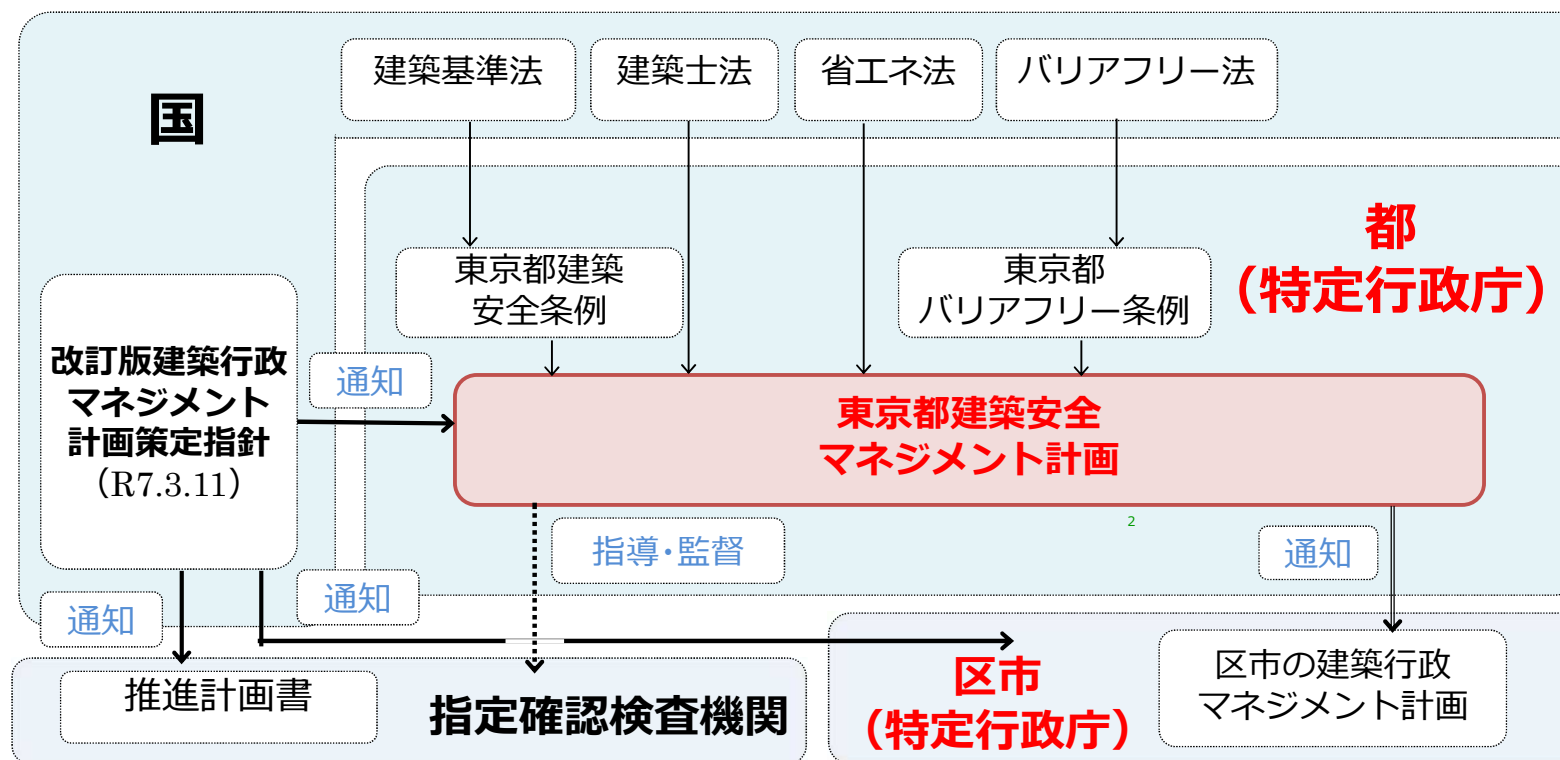 建築基準法
建築士法
省エネ法
バリアフリー法
国
都
（特定行政庁）
東京都建築
安全条例
東京都
バリアフリー条例
改訂版建築行政
マネジメント
計画策定指針
（R7.3.11）
通知
東京都建築安全
マネジメント計画
2
指導･監督
通知
通知
通知
推進計画書
指定確認検査機関
区市
（特定行政庁）
区市の建築行政
マネジメント計画